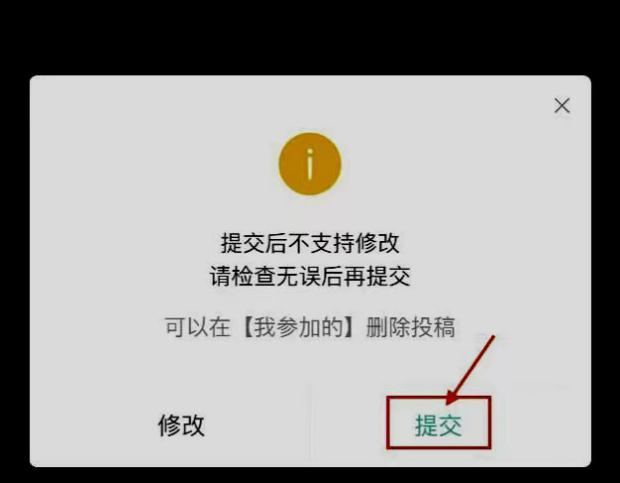 提交后不支持修改
请检查无误后再提交
可以在【我参加的】删除投稿
修改
提交